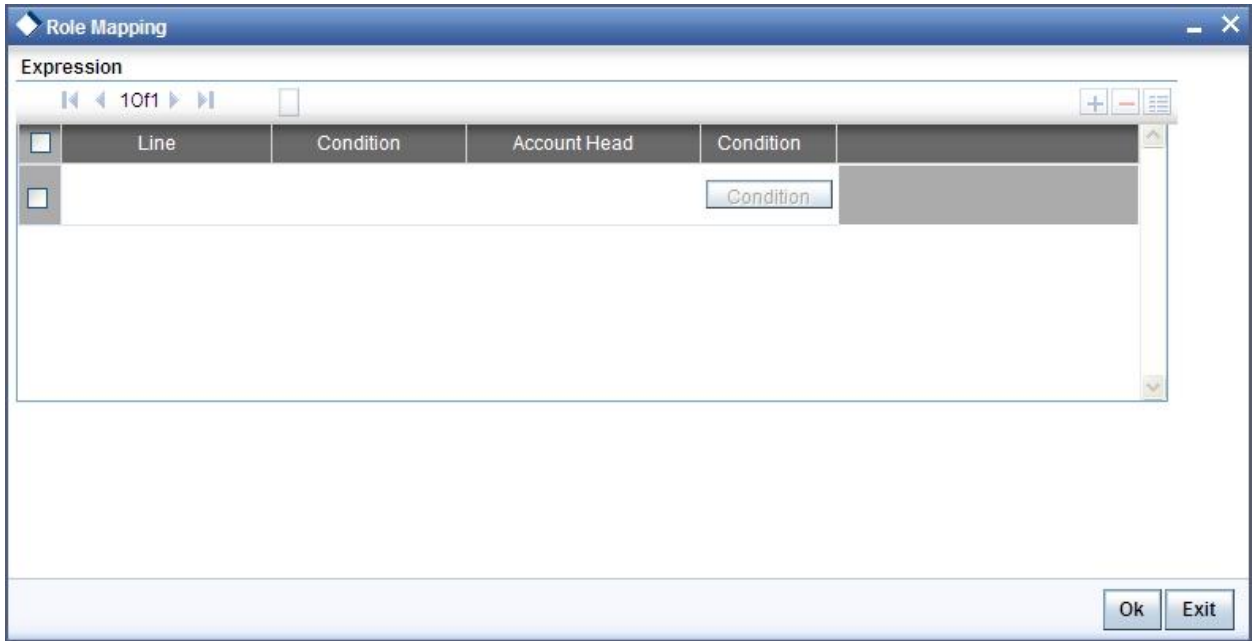 Role Mapping
Expression
1Of1
Line Condition Account Head Condition
Condition
Ok Exit